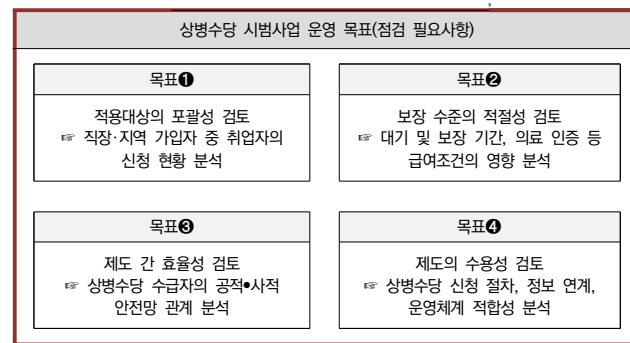 상병수당 시범사업 운영 목표(점검 필요사항)
목표❶
적용대상의 포괄성 검토
☞ 직장·지역 가입자 중 취업자의
신청 현황 분석
목표❷
보장 수준의 적절성 검토
☞ 대기 및 보장 기간, 의료 인증 등
급여조건의 영향 분석
목표❸
제도 간 효율성 검토
☞ 상병수당 수급자의 공적•사적
안전망 관계 분석
목표❹
제도의 수용성 검토
☞ 상병수당 신청 절차, 정보 연계,
운영체계 적합성 분석